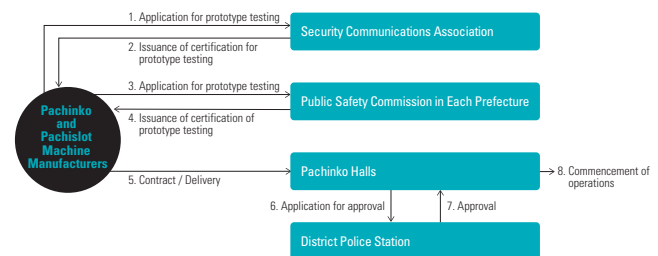 1. Application for prototype testing
Security Communications Association
2. Issuance of certification for
prototype testing
3. Application for prototype testing
Public Safety Commission in Each Prefecture
4. Issuance of certification of
prototype testing
Pachinko
and
Pachislot
Machine
Manufacturers
5. Contract / Delivery
Pachinko Halls
8. Commencement of
operations
6. Application for approval
7. Approval
District Police Station